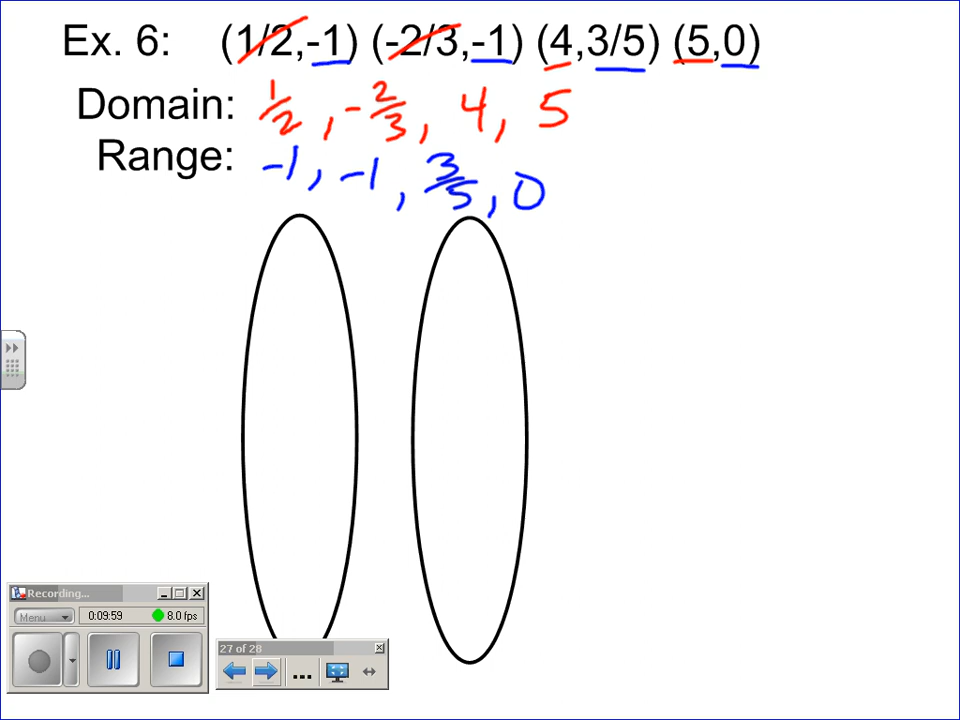 Ex. 6: (1/2,-1) (-2/3,-1) (4,3/5) (5,0)
Domain: 1/2, -2/3, 4, 5
Range: -1, -1, 3/5, 0
Recording...
Menu 0:09:59 8.0 fps
27 of 28
...